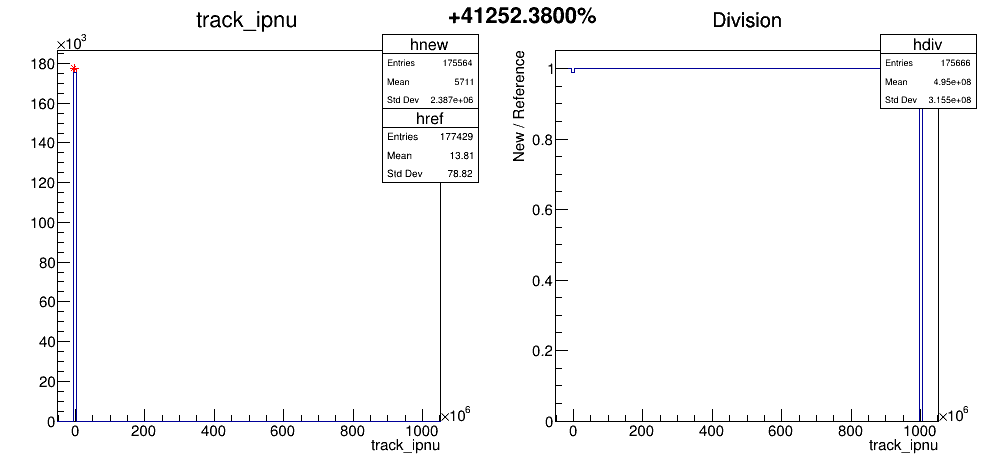 +41252.3800%
track_ipnu
×10³
180
160
140
120
100
80
60
40
20
0
0 200 400 600 800 1000
×10⁶
track_ipnu
hnew
Entries 175564
Mean 5711
Std Dev 2.387e+06
href
Entries 177429
Mean 13.81
Std Dev 78.82
Division
New / Reference
1
0.8
0.6
0.4
0.2
0
0 200 400 600 800 1000
×10⁶
track_ipnu
hdiv
Entries 175666
Mean 4.95e+08
Std Dev 3.155e+08